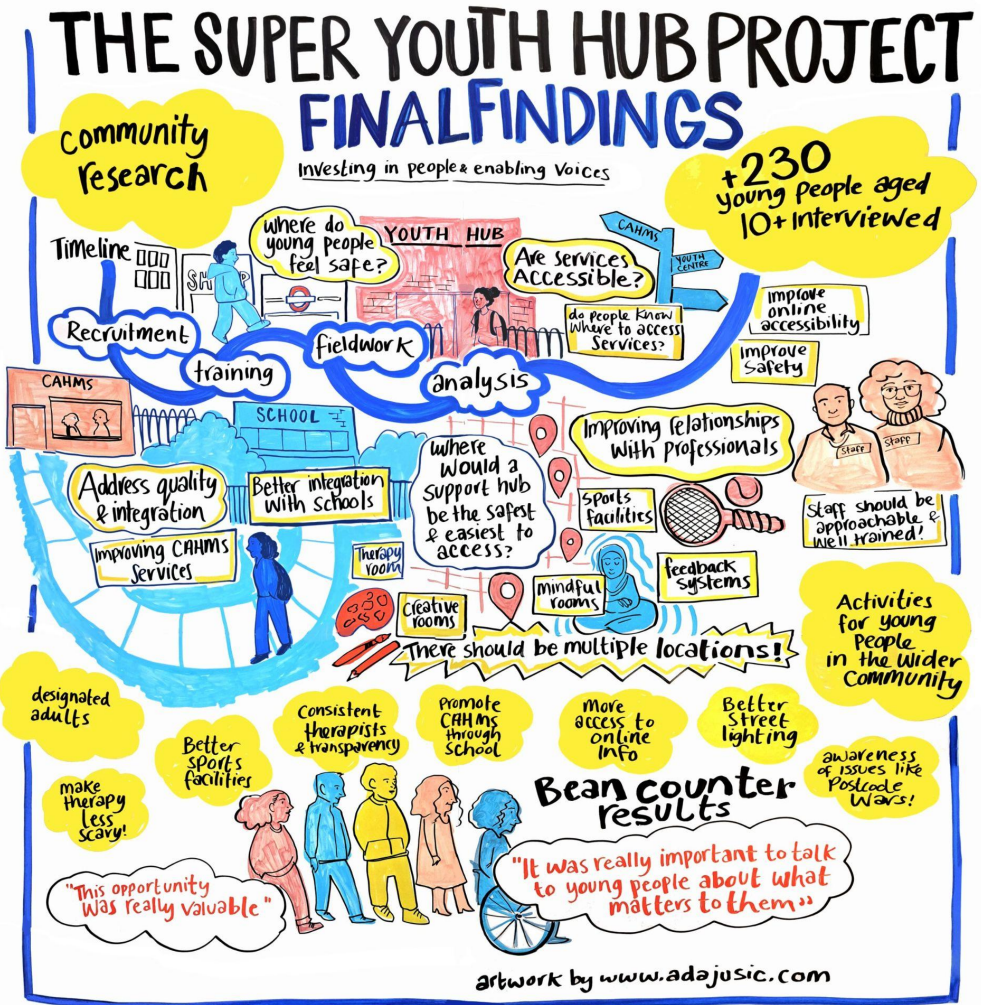 THE SUPER YOUTH HUB PROJECT
FINAL FINDINGS
Investing in people & enabling Voices
Community
research
+230
young people aged
10+ Interviewed
Timeline
SH P
where do
young people
feel safe?
YOUTH HUB
Are services
Accessible?
CAHMS
YOUTH
CENTRE
do people know
where to access
Services?
Improve
online
accessibility
Improve
Safety
Recruitment
training
fieldwork
analysis
CAHMS
SCHOOL
Address quality
& integration
Better integration
with schools
Improving CAHMS
Services
where
would a
support hub
be the safest
& easiest to
access?
Improving relationships
with professionals
Staff
Staff
Staff should be
approachable &
well trained!
Sports
facilities
Therapy
room
Creative
rooms
mindful
rooms
feedback
systems
There should be multiple locations!
Activities
for young
People
in the wider
Community
designated
adults
Better
sports
facilities
Consistent
therapists
& transparency
Promote
CAHMS
through
School
More
access to
online
Info
Better
Street
lighting
awareness
of issues like
Postcode
Wars!
make
therapy
less
scary!
Bean counter
results
"This opportunity
was really valuable"
"It was really important to talk
to young people about what
matters to them"
artwork by www.adajusic.com